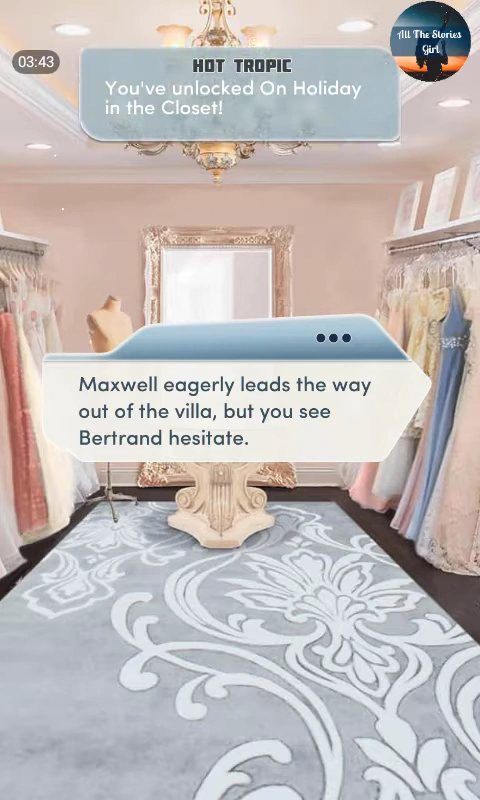 All The Stories
Girl
03:43
HOT TROPIC
You've unlocked On Holiday
in the Closet!
Maxwell eagerly leads the way
out of the villa, but you see
Bertrand hesitate.